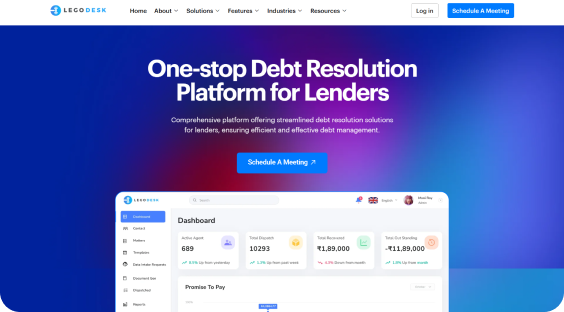 LEGODESK
Home About Solutions Features Industries Resources
Log in
Schedule A Meeting
One-stop Debt Resolution
Platform for Lenders
Comprehensive platform offering streamlined debt resolution solutions
for lenders, ensuring efficient and effective debt management.
Schedule A Meeting
LEGODESK
Search
English
Dashboard
Contact
Matters
Templates
Data Intake Requests
Document Gen
Dispatched
Reports
Dashboard
Active Agent
689
Up from yesterday
Total Dispatch
10293
1.3% Up from past week
Total Recovered
₹1,89,000
4.3% Down from month
Total Out Standing
-₹11,89,000
1.8% Up from month
Promise To Pay